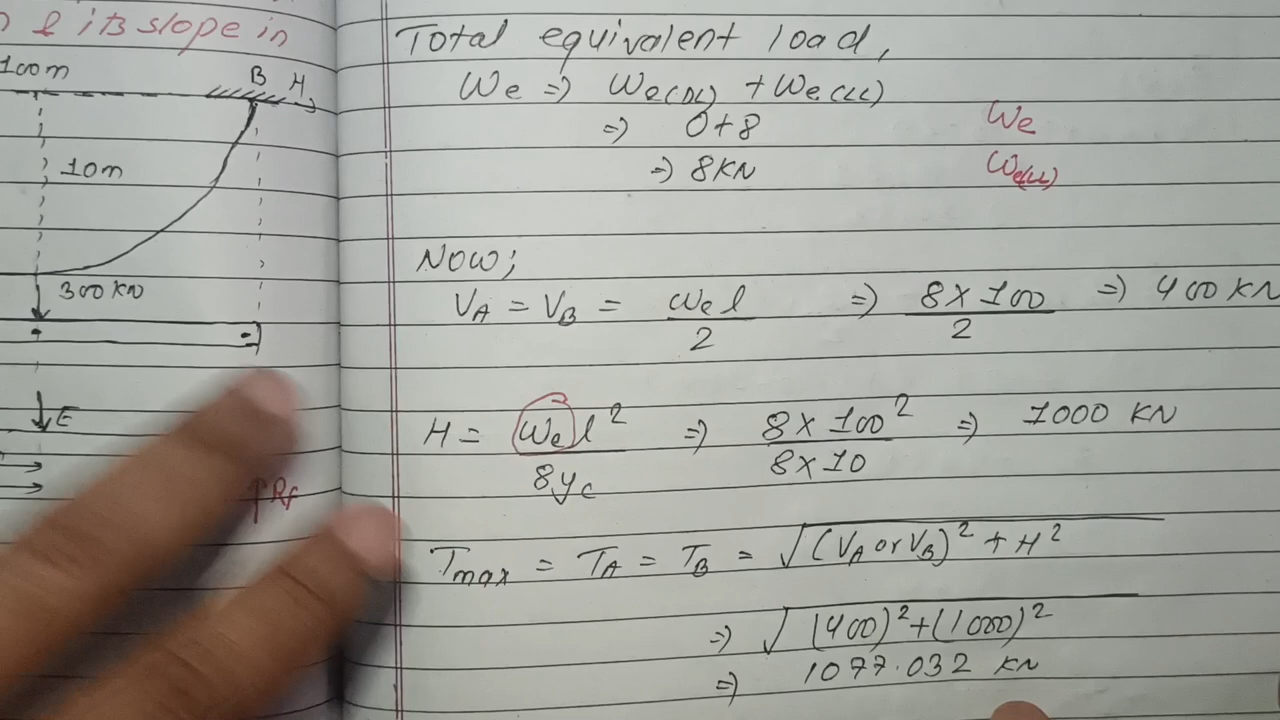 n & its slope in
100m
B H
10m
300 KN
E
Rf
Total equivalent load,
We => We(DL) + We(LL)
=> 0+8
=> 8KN
We
We(LL)
Now;
VA = VB = Wel/2 => 8 x 100/2 => 400 KN
H = Wel²/8yc => 8 x 100²/8 x 10 => 1000 KN
Tmax = TA = TB = √(VA or VB)² + H²
=> √(400)² + (1000)²
=> 1077.032 KN